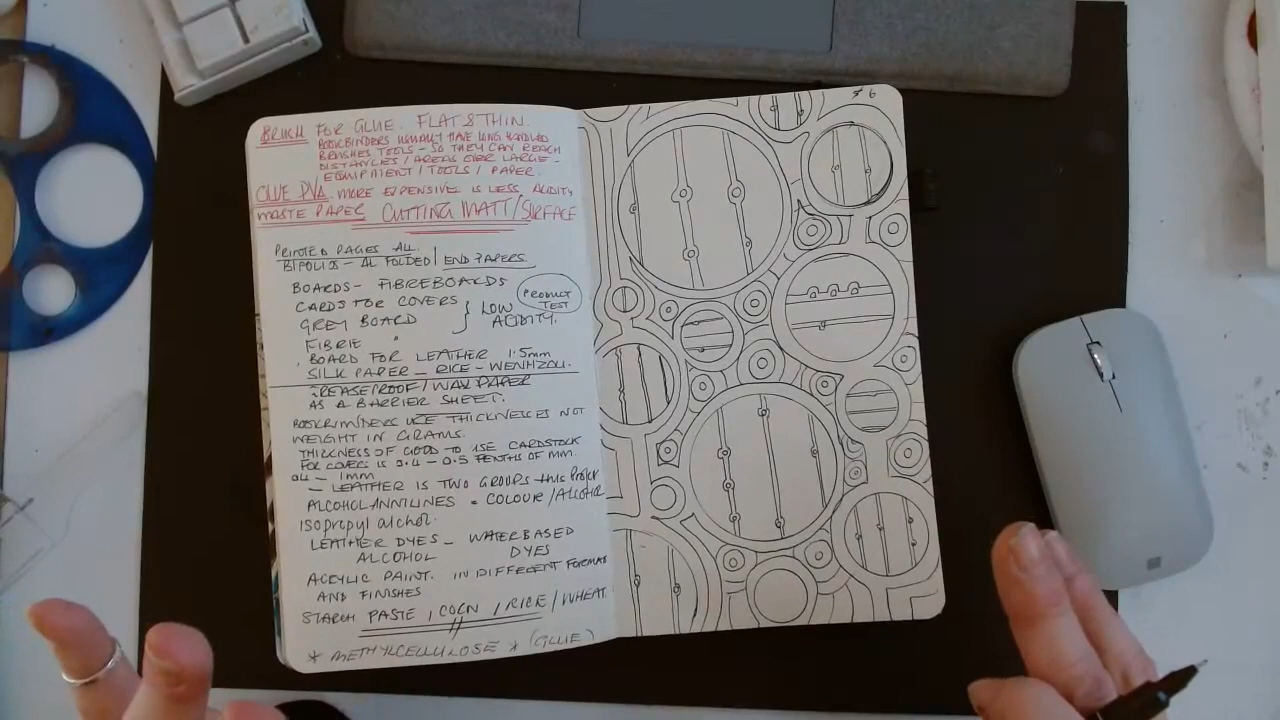 BRUSH FOR GLUE. FLAT & THIN.
BOOKBINDERS USUALLY HAVE LONG HANDLED
BRUSHES TOOLS - SO THEY CAN REACH
DISTANCIES / AREAS OVER LARGE -
EQUIPMENT / TOOLS / PAPER.
GLUE PVA. MORE EXPENSIVE IS LESS ACIDITY
WASTE PAPER CUTTING MATT/SURFACE
PRINTED PAGES ALL.
BIFOLIOS - AL FOLDED / END PAPERS.
BOARDS - FIBREBOARDS
PRODUCT TEST
CARDS FOR COVERS
GREY BOARD } LOW ACIDITY.
FIBRE "
BOARD FOR LEATHER 1.5mm
SILK PAPER - RICE - WENHZOU.
GREASEPROOF / WAX PAPER
AS A BARRIER SHEET.
BOOKBINDERS USE THICKNESSES NOT
WEIGHT IN GRAMS.
THICKNESS OF GOOD TO USE CARDSTOCK
FOR COVER IS 0.4 - 0.5 TENTHS OF MM.
OR - 1mm
- LEATHER IS TWO GROUPS this Project
ALCOHOL ANNILINES = COLOUR / ALCOHOL
Isopropyl alchol.
LEATHER DYES - WATERBASED
ALCOHOL DYES
ACRYLIC PAINT. IN DIFFERENT FORMAS
AND FINISHES
STARCH PASTE, CORN, RICE / WHEAT.
* METHYLCELLULOSE * (GLUE)